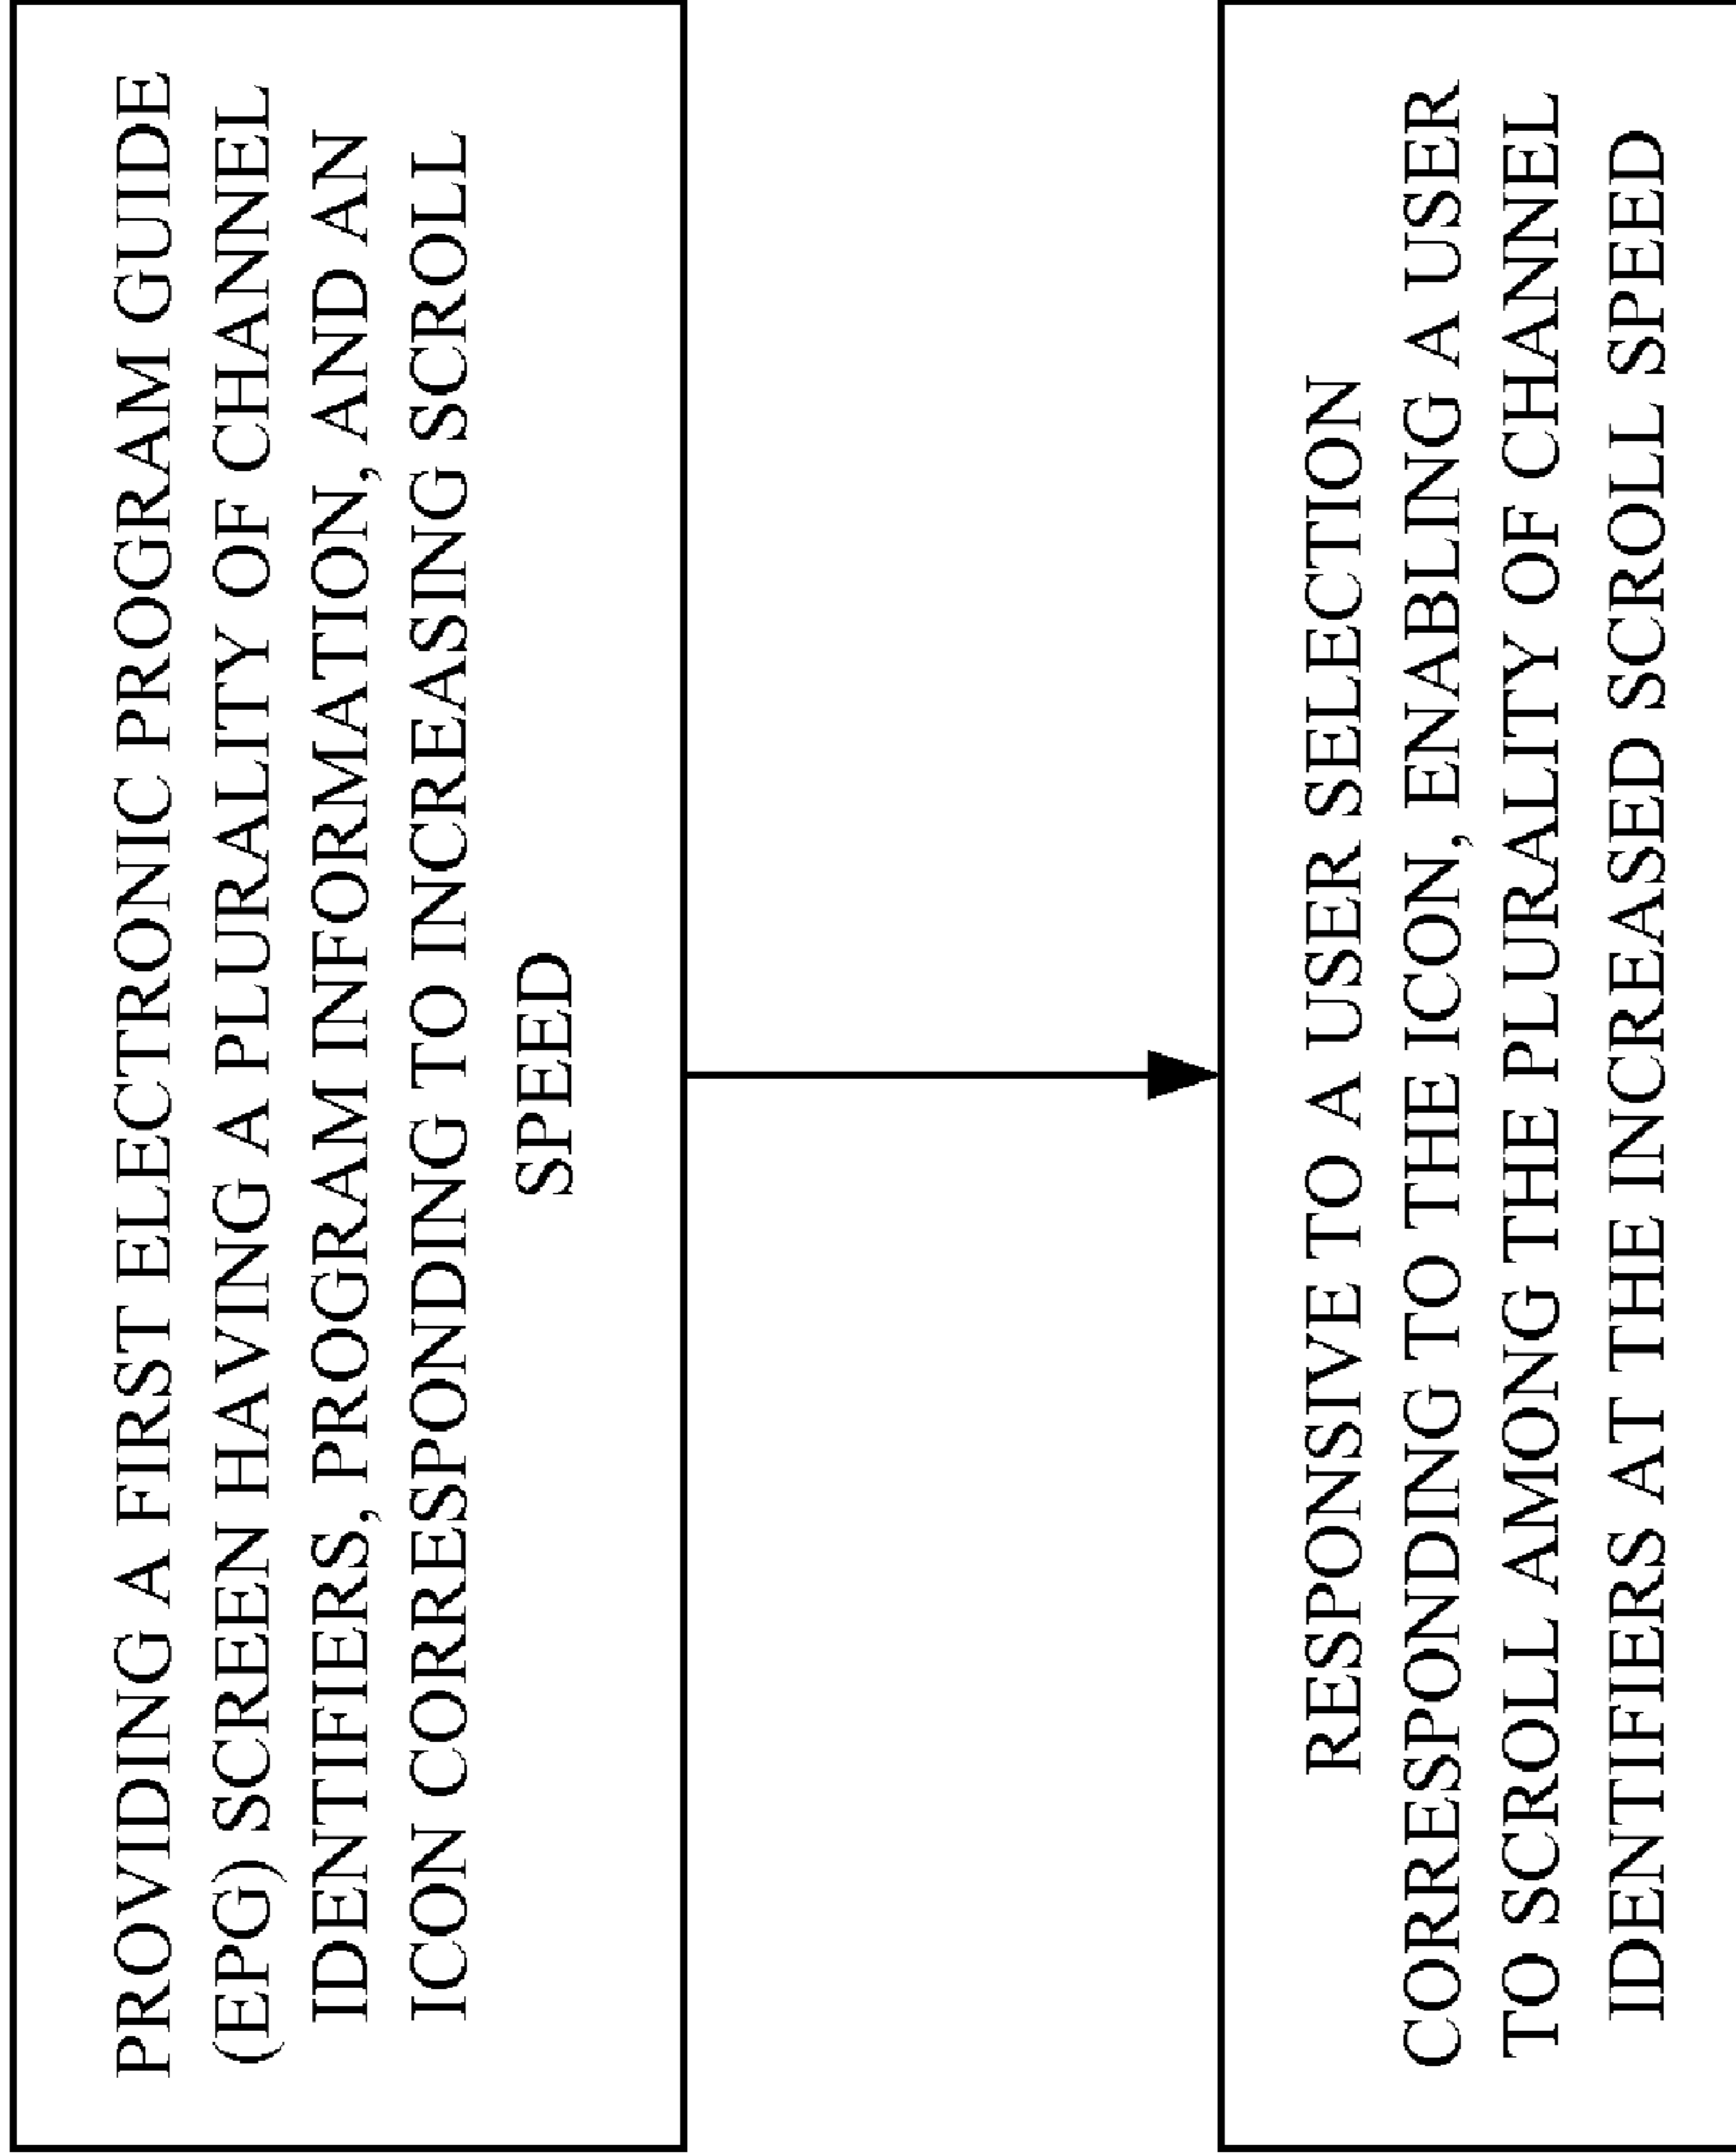 PROVIDING A FIRST ELECTRONIC PROGRAM GUIDE
(EPG) SCREEN HAVING A PLURALITY OF CHANNEL
IDENTIFIERS, PROGRAM INFORMATION, AND AN
ICON CORRESPONDING TO INCREASING SCROLL
SPEED
RESPONSIVE TO A USER SELECTION
CORRESPONDING TO THE ICON, ENABLING A USER
TO SCROLL AMONG THE PLURALITY OF CHANNEL
IDENTIFIERS AT THE INCREASED SCROLL SPEED